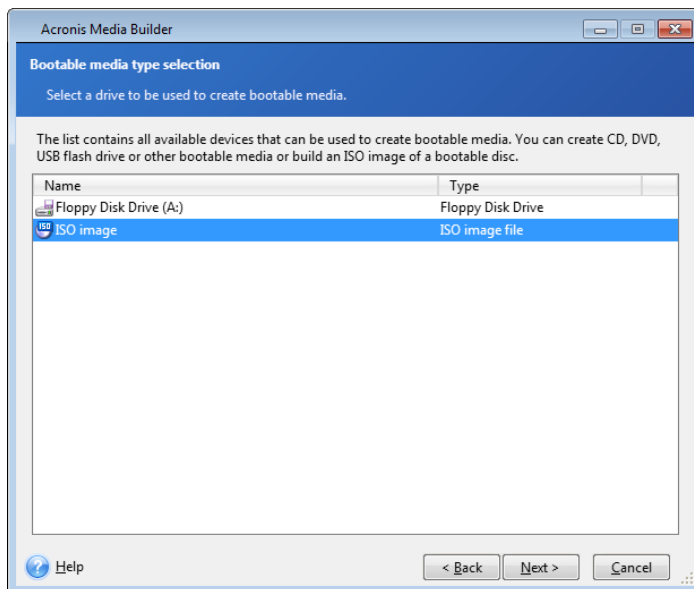 Acronis Media Builder
Bootable media type selection
Select a drive to be used to create bootable media.
The list contains all available devices that can be used to create bootable media. You can create CD, DVD,
USB flash drive or other bootable media or build an ISO image of a bootable disc.
Name Type
Floppy Disk Drive (A:) Floppy Disk Drive
ISO ISO image ISO image file
? Help < Back Next > Cancel